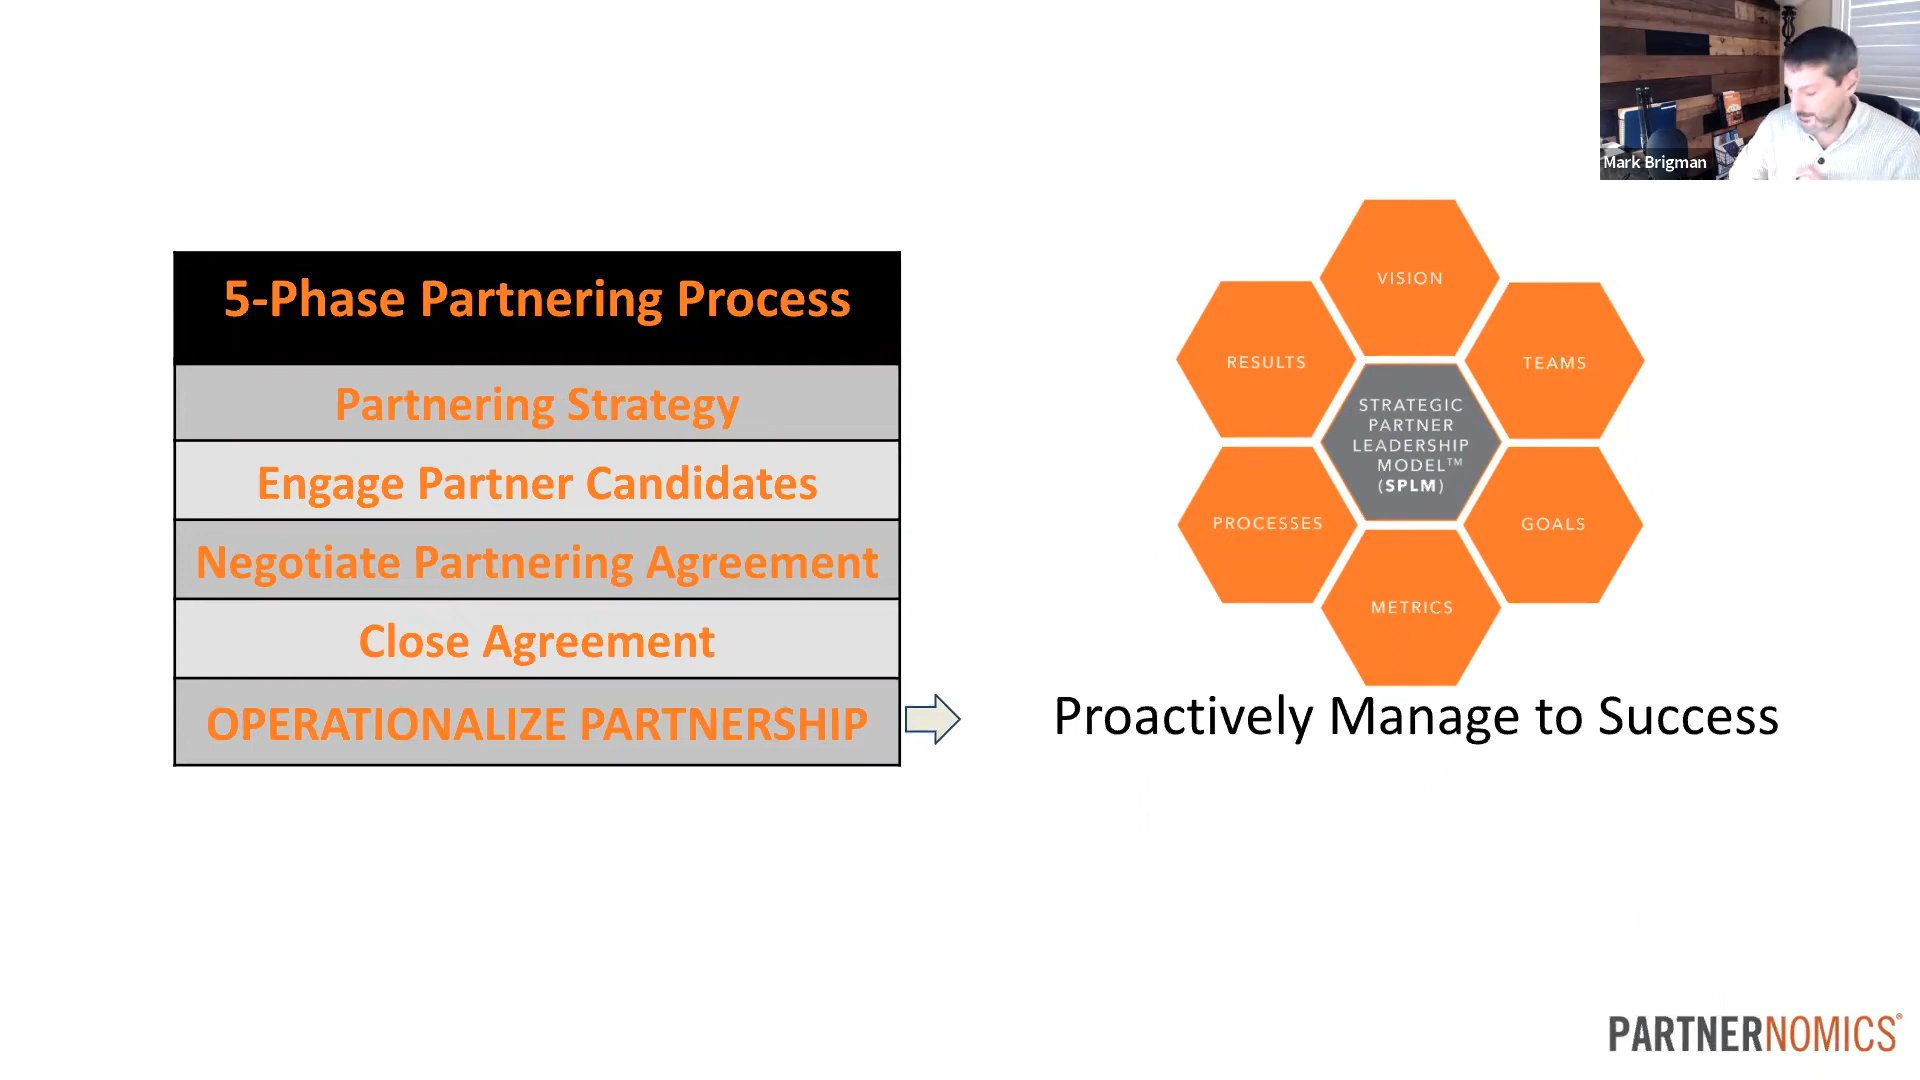 Mark Brigman
5-Phase Partnering Process
Partnering Strategy
Engage Partner Candidates
Negotiate Partnering Agreement
Close Agreement
OPERATIONALIZE PARTNERSHIP
VISION
RESULTS
TEAMS
STRATEGIC
PARTNER
LEADERSHIP
MODEL™
(SPLM)
PROCESSES
GOALS
METRICS
Proactively Manage to Success
PARTNERNOMICS®